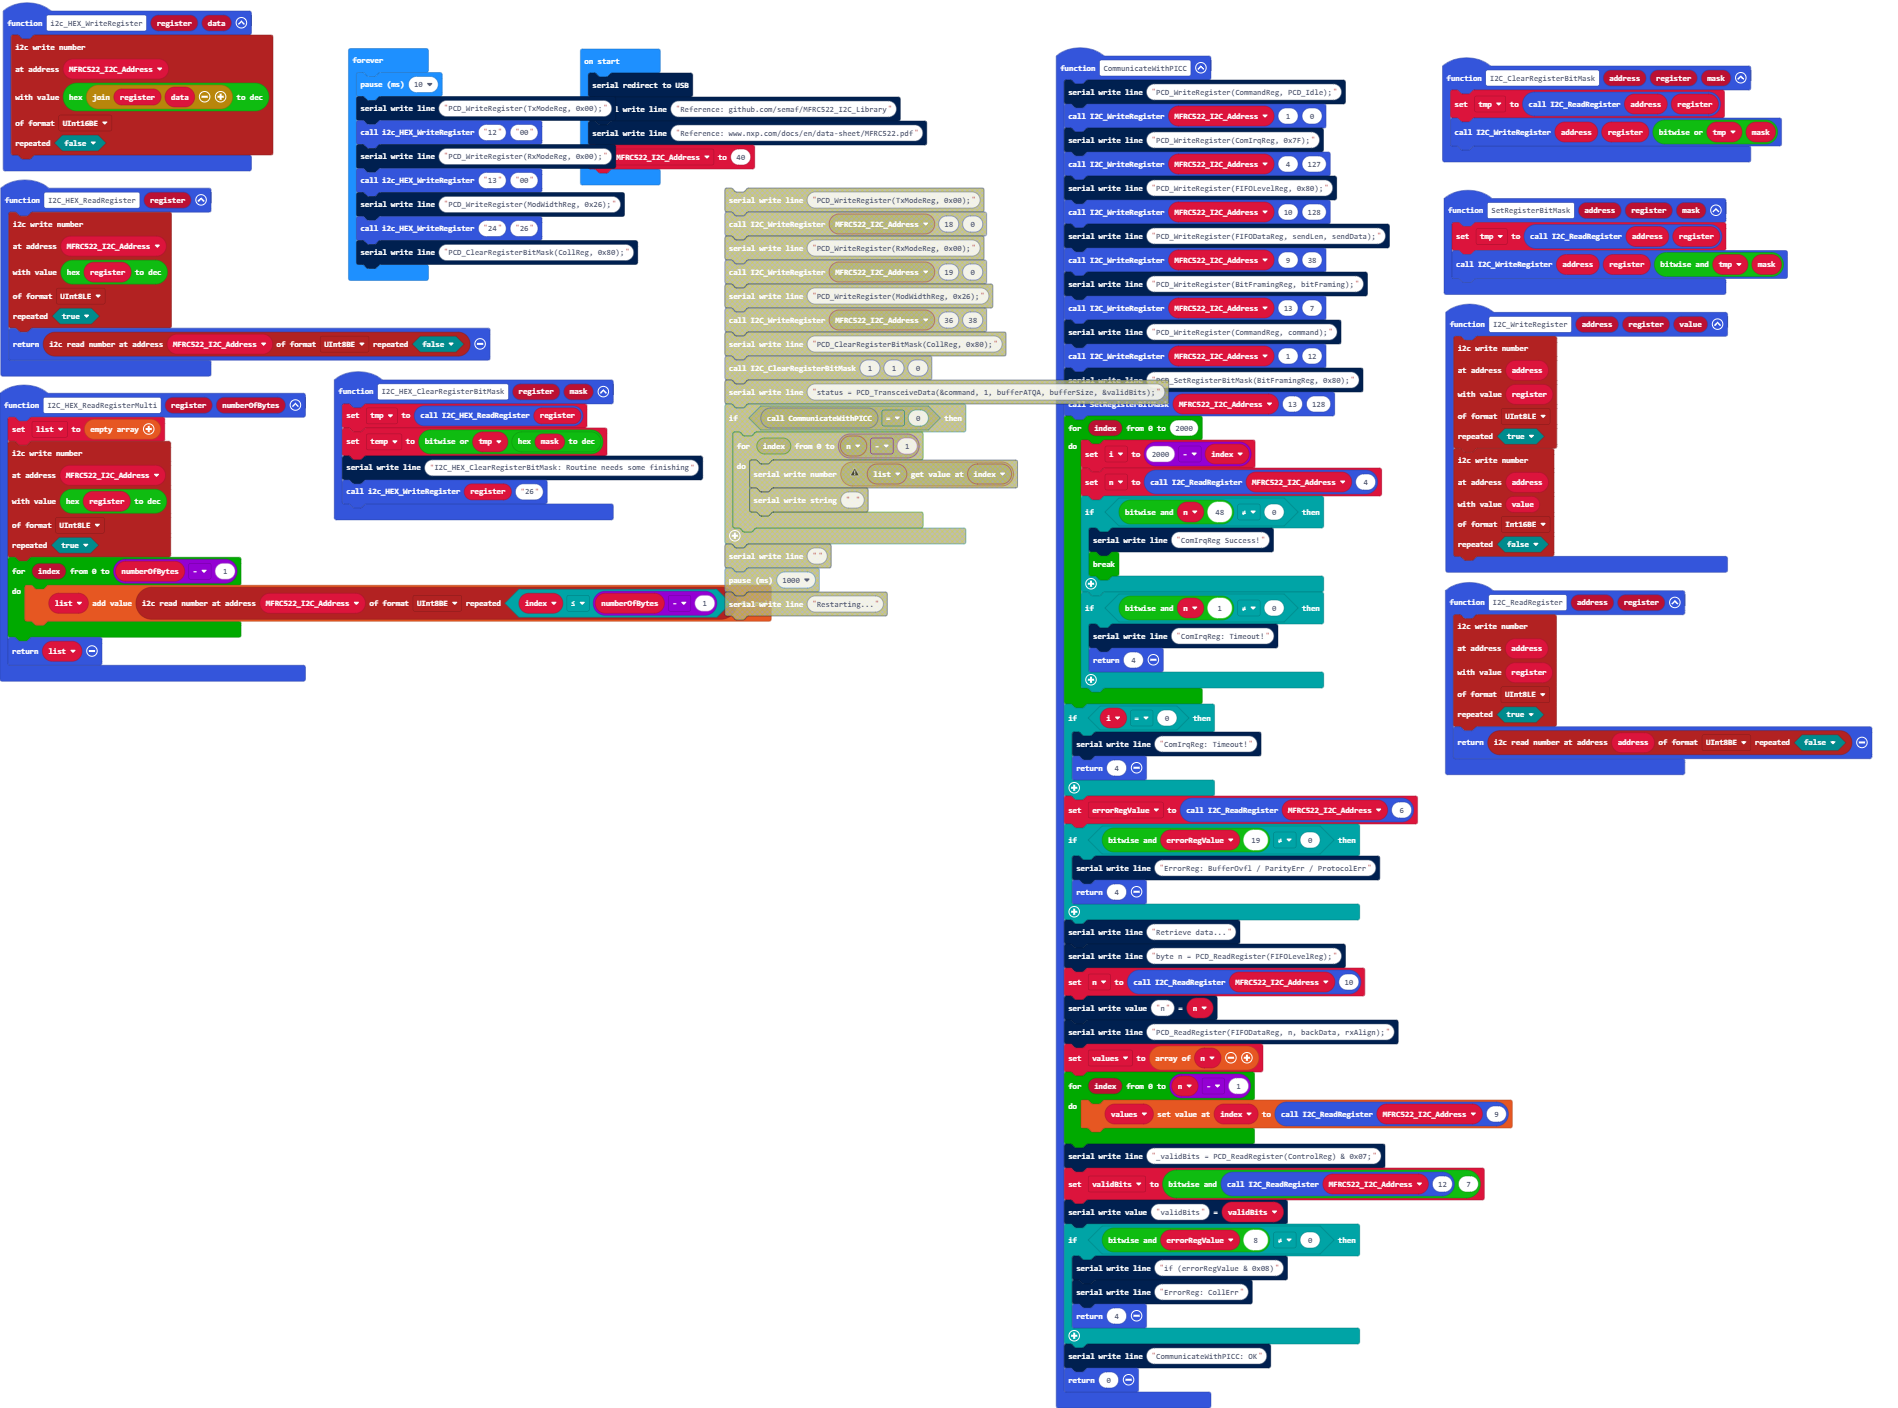 function i2c_HEX_WriteRegister register data
i2c write number
at address MFRC522_I2C_Address
with value hex join register data to dec
of format UInt16BE
repeated false
function I2C_HEX_ReadRegister register
i2c write number
at address MFRC522_I2C_Address
with value hex register to dec
of format UInt8LE
repeated true
return i2c read number at address MFRC522_I2C_Address of format UInt8BE repeated false
function I2C_HEX_ReadRegisterMulti register numberOfBytes
set list to empty array
i2c write number
at address MFRC522_I2C_Address
with value hex register to dec
of format UInt8LE
repeated true
for index from 0 to numberOfBytes - 1
do list add value i2c read number at address MFRC522_I2C_Address of format UInt8BE repeated index ≤ numberOfBytes - 1
return list
forever
pause (ms) 10
serial write line "PCD_WriteRegister(TxModeReg, 0x00);"
call i2c_HEX_WriteRegister "12" "00"
serial write line "PCD_WriteRegister(RxModeReg, 0x00);"
call i2c_HEX_WriteRegister "13" "00"
serial write line "PCD_WriteRegister(ModWidthReg, 0x26);"
call i2c_HEX_WriteRegister "24" "26"
serial write line "PCD_ClearRegisterBitMask(CollReg, 0x80);"
on start
serial redirect to USB
l write line "Reference: github.com/semaf/MFRC522_I2C_Library"
serial write line "Reference: www.nxp.com/docs/en/data-sheet/MFRC522.pdf"
MFRC522_I2C_Address to 40
function I2C_HEX_ClearRegisterBitMask register mask
set tmp to call I2C_HEX_ReadRegister register
set temp to bitwise or tmp hex mask to dec
serial write line "I2C_HEX_ClearRegisterBitMask: Routine needs some finishing"
call i2c_HEX_WriteRegister register "26"
serial write line "PCD_WriteRegister(TxModeReg, 0x00);"
call I2C_WriteRegister MFRC522_I2C_Address 18 0
serial write line "PCD_WriteRegister(RxModeReg, 0x00);"
call I2C_WriteRegister MFRC522_I2C_Address 19 0
serial write line "PCD_WriteRegister(ModWidthReg, 0x26);"
call I2C_WriteRegister MFRC522_I2C_Address 36 38
serial write line "PCD_ClearRegisterBitMask(CollReg, 0x80);"
call I2C_ClearRegisterBitMask 1 1 0
serial write line "status = PCD_TransceiveData(&command, 1, bufferATQA, bufferSize, &validBits);"
if call CommunicateWithPICC = 0 then
for index from 0 to n - 1
do serial write number list get value at index
serial write string " "
serial write line ""
pause (ms) 1000
serial write line "Restarting..."
function CommunicateWithPICC
serial write line "PCD_WriteRegister(CommandReg, PCD_Idle);"
call I2C_WriteRegister MFRC522_I2C_Address 1 0
serial write line "PCD_WriteRegister(ComIrqReg, 0x7F);"
call I2C_WriteRegister MFRC522_I2C_Address 4 127
serial write line "PCD_WriteRegister(FIFOLevelReg, 0x80);"
call I2C_WriteRegister MFRC522_I2C_Address 10 128
serial write line "PCD_WriteRegister(FIFODataReg, sendLen, sendData);"
call I2C_WriteRegister MFRC522_I2C_Address 9 38
serial write line "PCD_WriteRegister(BitFramingReg, bitFraming);"
call I2C_WriteRegister MFRC522_I2C_Address 13 7
serial write line "PCD_WriteRegister(CommandReg, command);"
call I2C_WriteRegister MFRC522_I2C_Address 1 12
serial write line "PCD_SetRegisterBitMask(BitFramingReg, 0x80);"
call SetRegisterBitMask MFRC522_I2C_Address 13 128
for index from 0 to 2000
do set i to 2000 - index
set n to call I2C_ReadRegister MFRC522_I2C_Address 4
if bitwise and n 48 ≠ 0 then
serial write line "ComIrqReg Success!"
break
if bitwise and n 1 ≠ 0 then
serial write line "ComIrqReg: Timeout!"
return 4
if i = 0 then
serial write line "ComIrqReg: Timeout!"
return 4
set errorRegValue to call I2C_ReadRegister MFRC522_I2C_Address 6
if bitwise and errorRegValue 19 ≠ 0 then
serial write line "ErrorReg: BufferOvfl / ParityErr / ProtocolErr"
return 4
serial write line "Retrieve data..."
serial write line "byte n = PCD_ReadRegister(FIFOLevelReg);"
set n to call I2C_ReadRegister MFRC522_I2C_Address 10
serial write value "n" = n
serial write line "PCD_ReadRegister(FIFODataReg, n, backData, rxAlign);"
set values to array of n
for index from 0 to n - 1
do values set value at index to call I2C_ReadRegister MFRC522_I2C_Address 9
serial write line "_validBits = PCD_ReadRegister(ControlReg) & 0x07;"
set validBits to bitwise and call I2C_ReadRegister MFRC522_I2C_Address 12 7
serial write value "validBits" = validBits
if bitwise and errorRegValue 8 ≠ 0 then
serial write line "if (errorRegValue & 0x08)"
serial write line "ErrorReg: CollErr"
return 4
serial write line "CommunicateWithPICC: OK"
return 0
function I2C_ClearRegisterBitMask address register mask
set tmp to call I2C_ReadRegister address register
call I2C_WriteRegister address register bitwise or tmp mask
function SetRegisterBitMask address register mask
set tmp to call I2C_ReadRegister address register
call I2C_WriteRegister address register bitwise and tmp mask
function I2C_WriteRegister address register value
i2c write number
at address address
with value register
of format UInt8LE
repeated true
i2c write number
at address address
with value value
of format Int16BE
repeated false
function I2C_ReadRegister address register
i2c write number
at address address
with value register
of format UInt8LE
repeated true
return i2c read number at address address of format UInt8BE repeated false